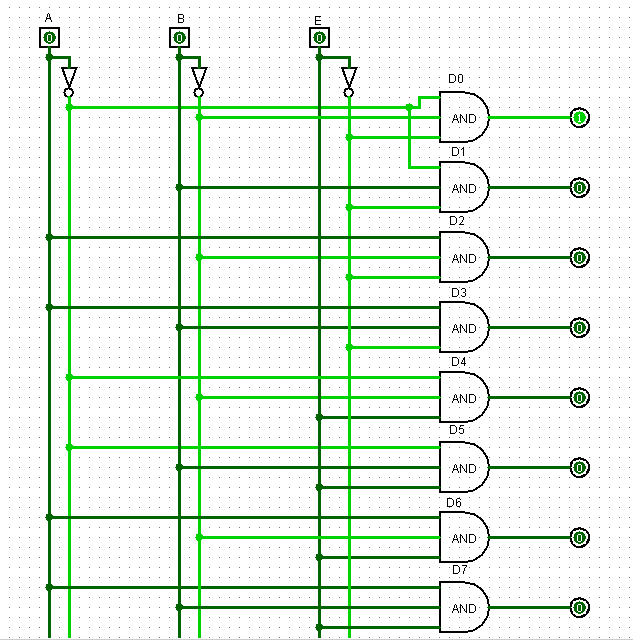 A B E
0 0 0
D0
AND 1
D1
AND 0
D2
AND 0
D3
AND 0
D4
AND 0
D5
AND 0
D6
AND 0
D7
AND 0